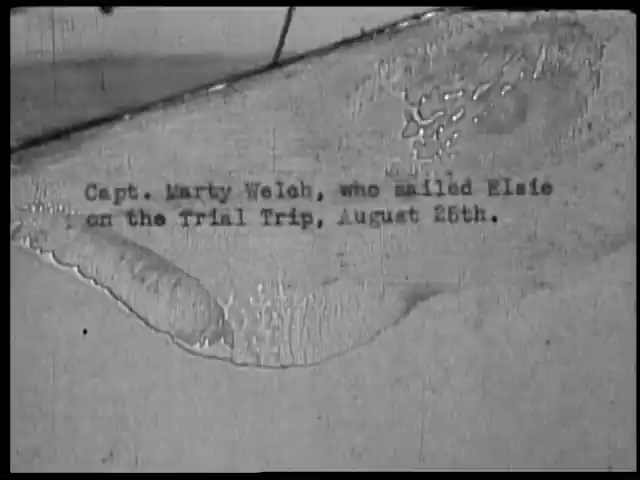 Capt. Marty Welch, who sailed Elsie
on the Trial Trip, August 25th.